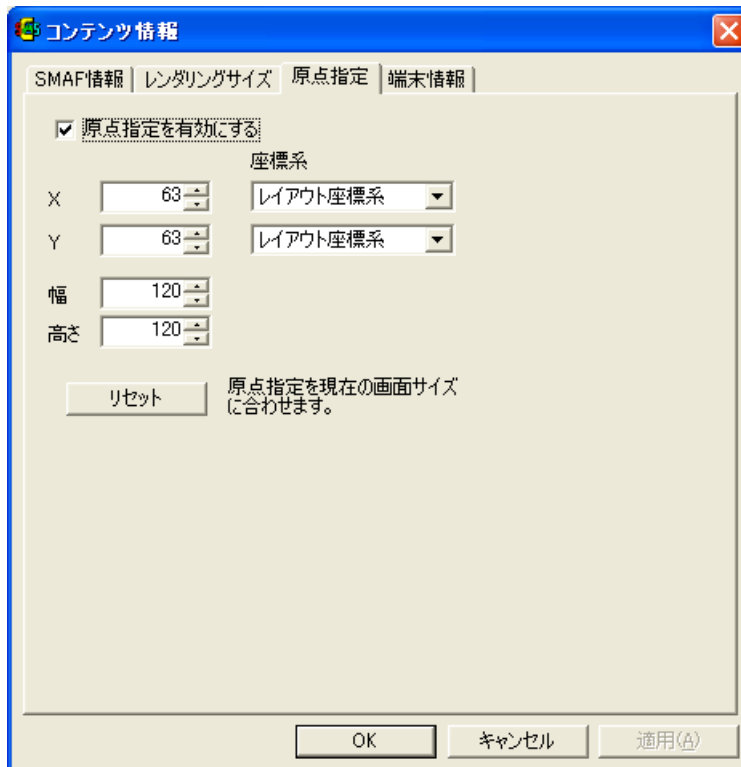 コンテンツ情報
SMAF情報 レンダリングサイズ 原点指定 端末情報
原点指定を有効にする
座標系
X 63 レイアウト座標系
Y 63 レイアウト座標系
幅 120
高さ 120
リセット 原点指定を現在の画面サイズ
に合わせます。
OK キャンセル 適用(A)